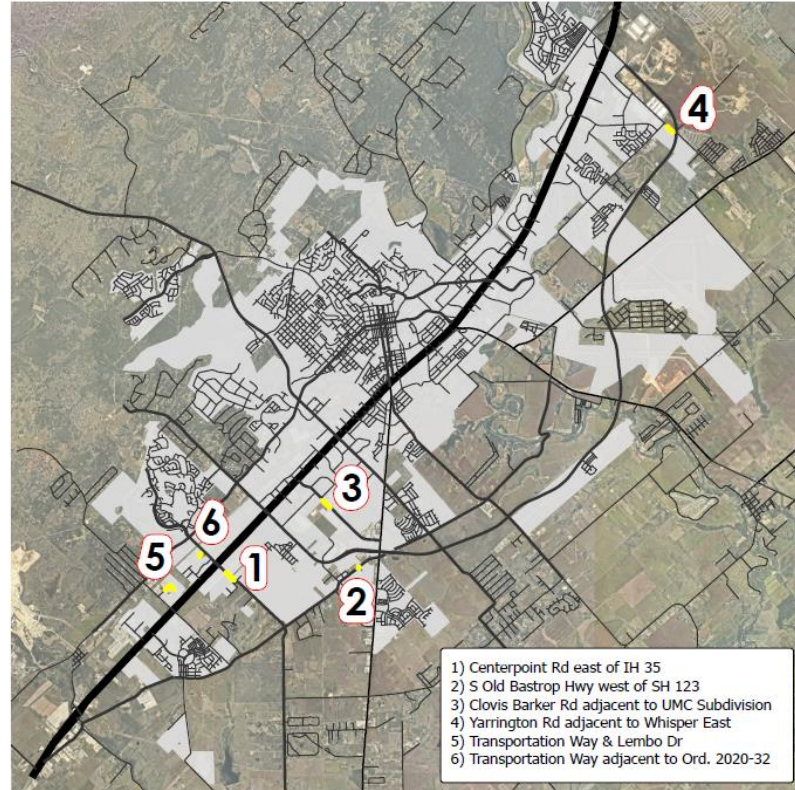 4
3
6
5
1
2
1) Centerpoint Rd east of IH 35
2) S Old Bastrop Hwy west of SH 123
3) Clovis Barker Rd adjacent to UMC Subdivision
4) Yarrington Rd adjacent to Whisper East
5) Transportation Way & Lembo Dr
6) Transportation Way adjacent to Ord. 2020-32